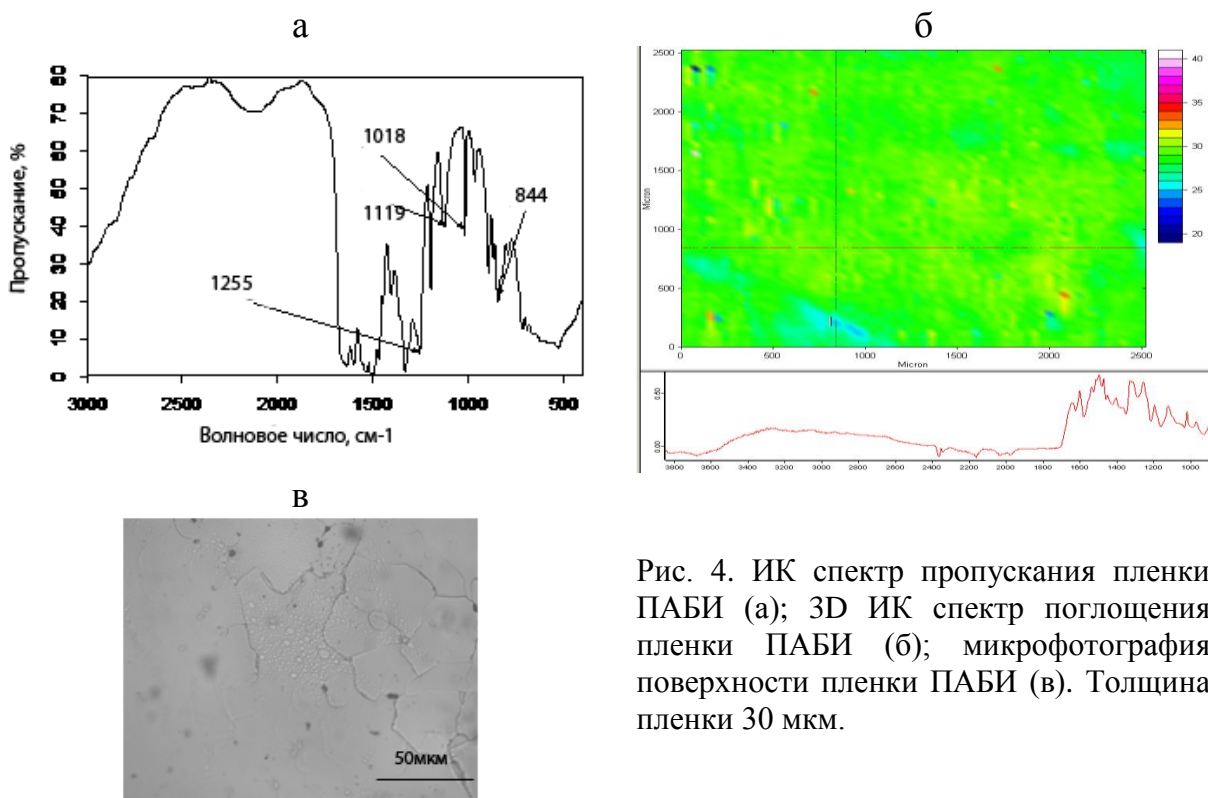 а
Пропускание, %
80
70
60
50
40
30
20
10
0
1018
1119
844
1255
3000 2500 2000 1500 1000 500
Волновое число, см-1
б
2500
2000
1500
1000
500
0
Micron
0 500 1000 1500 2000 2500
Micron
40
35
30
25
20
0.50
0.00
3800 3600 3400 3200 3000 2800 2600 2400 2200 2000 1800 1600 1400 1200 1000
в
50мкм
Рис. 4. ИК спектр пропускания пленки
ПАБИ (а); 3D ИК спектр поглощения
пленки ПАБИ (б); микрофотография
поверхности пленки ПАБИ (в). Толщина
пленки 30 мкм.